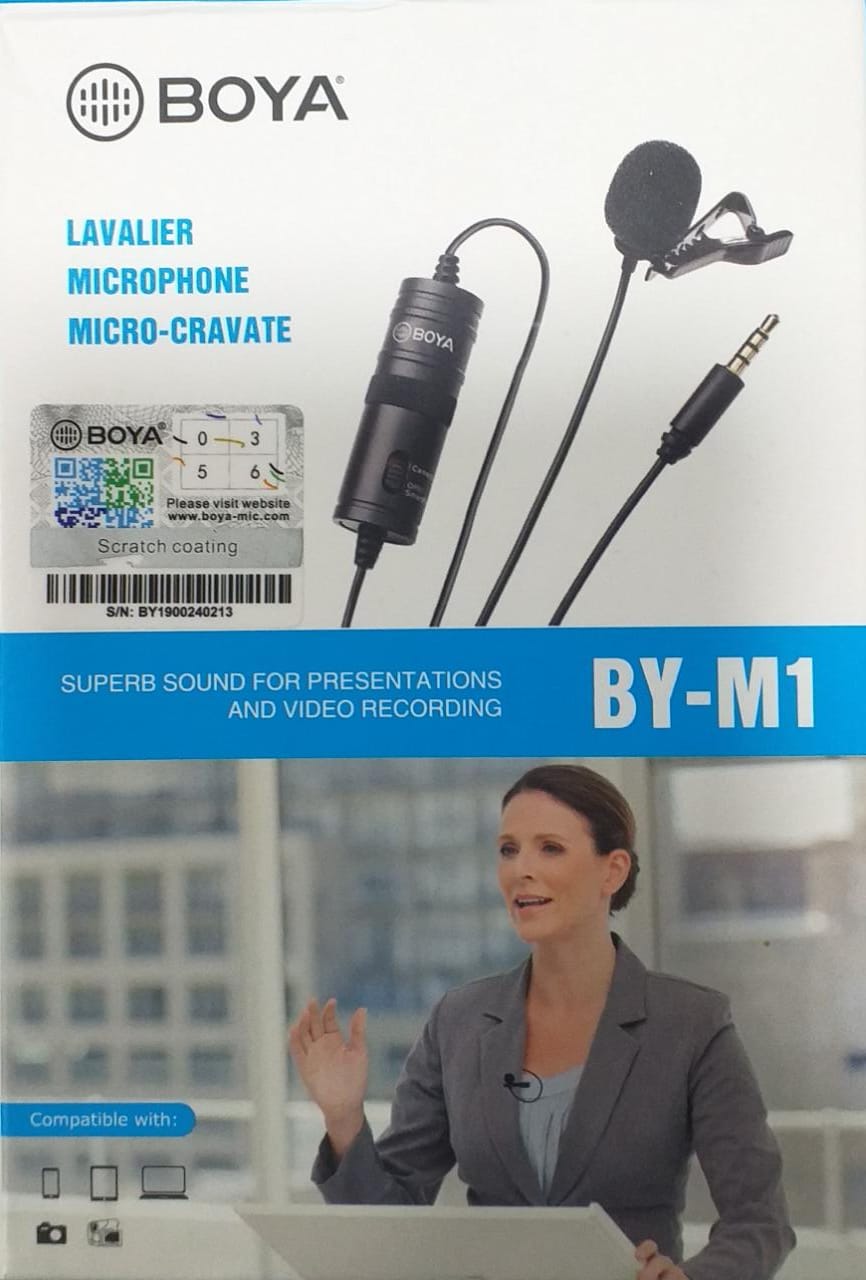 BOYA®
LAVALIER
MICROPHONE
MICRO-CRAVATE
BOYA
BOYA®
0 3
5 6
Please visit website
www.boya-mic.com
Scratch coating
S/N: BY1900240213
SUPERB SOUND FOR PRESENTATIONS
AND VIDEO RECORDING
BY-M1
Compatible with: